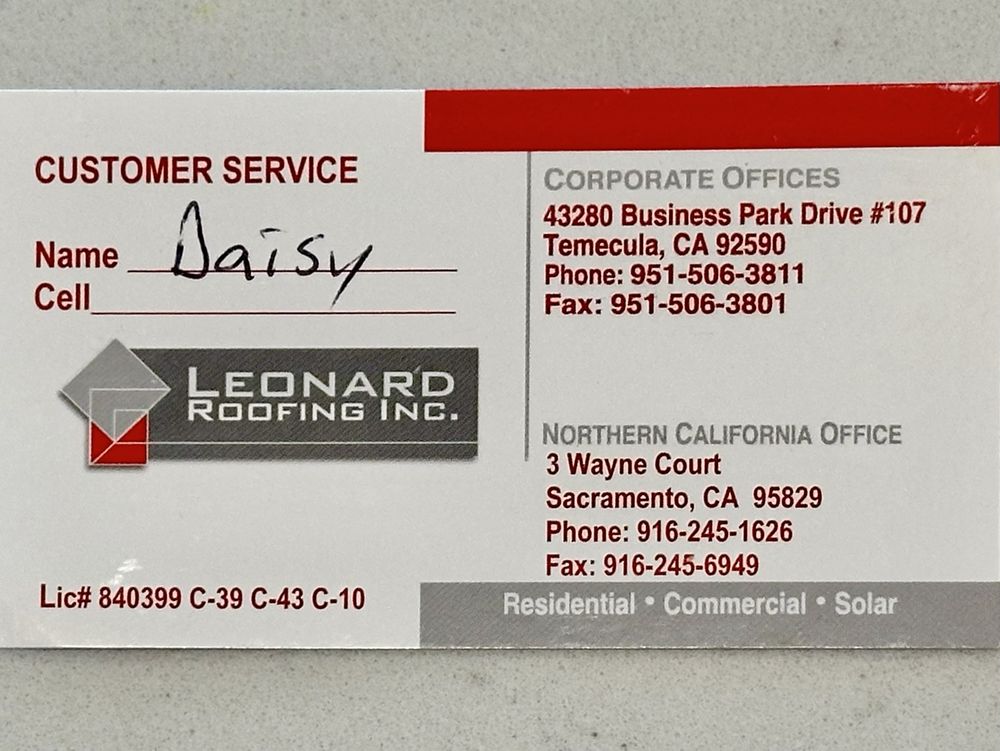 CUSTOMER SERVICE
Name Daisy
Cell
LEONARD
ROOFING INC.
Lic# 840399 C-39 C-43 C-10
CORPORATE OFFICES
43280 Business Park Drive #107
Temecula, CA 92590
Phone: 951-506-3811
Fax: 951-506-3801
NORTHERN CALIFORNIA OFFICE
3 Wayne Court
Sacramento, CA 95829
Phone: 916-245-1626
Fax: 916-245-6949
Residential • Commercial • Solar